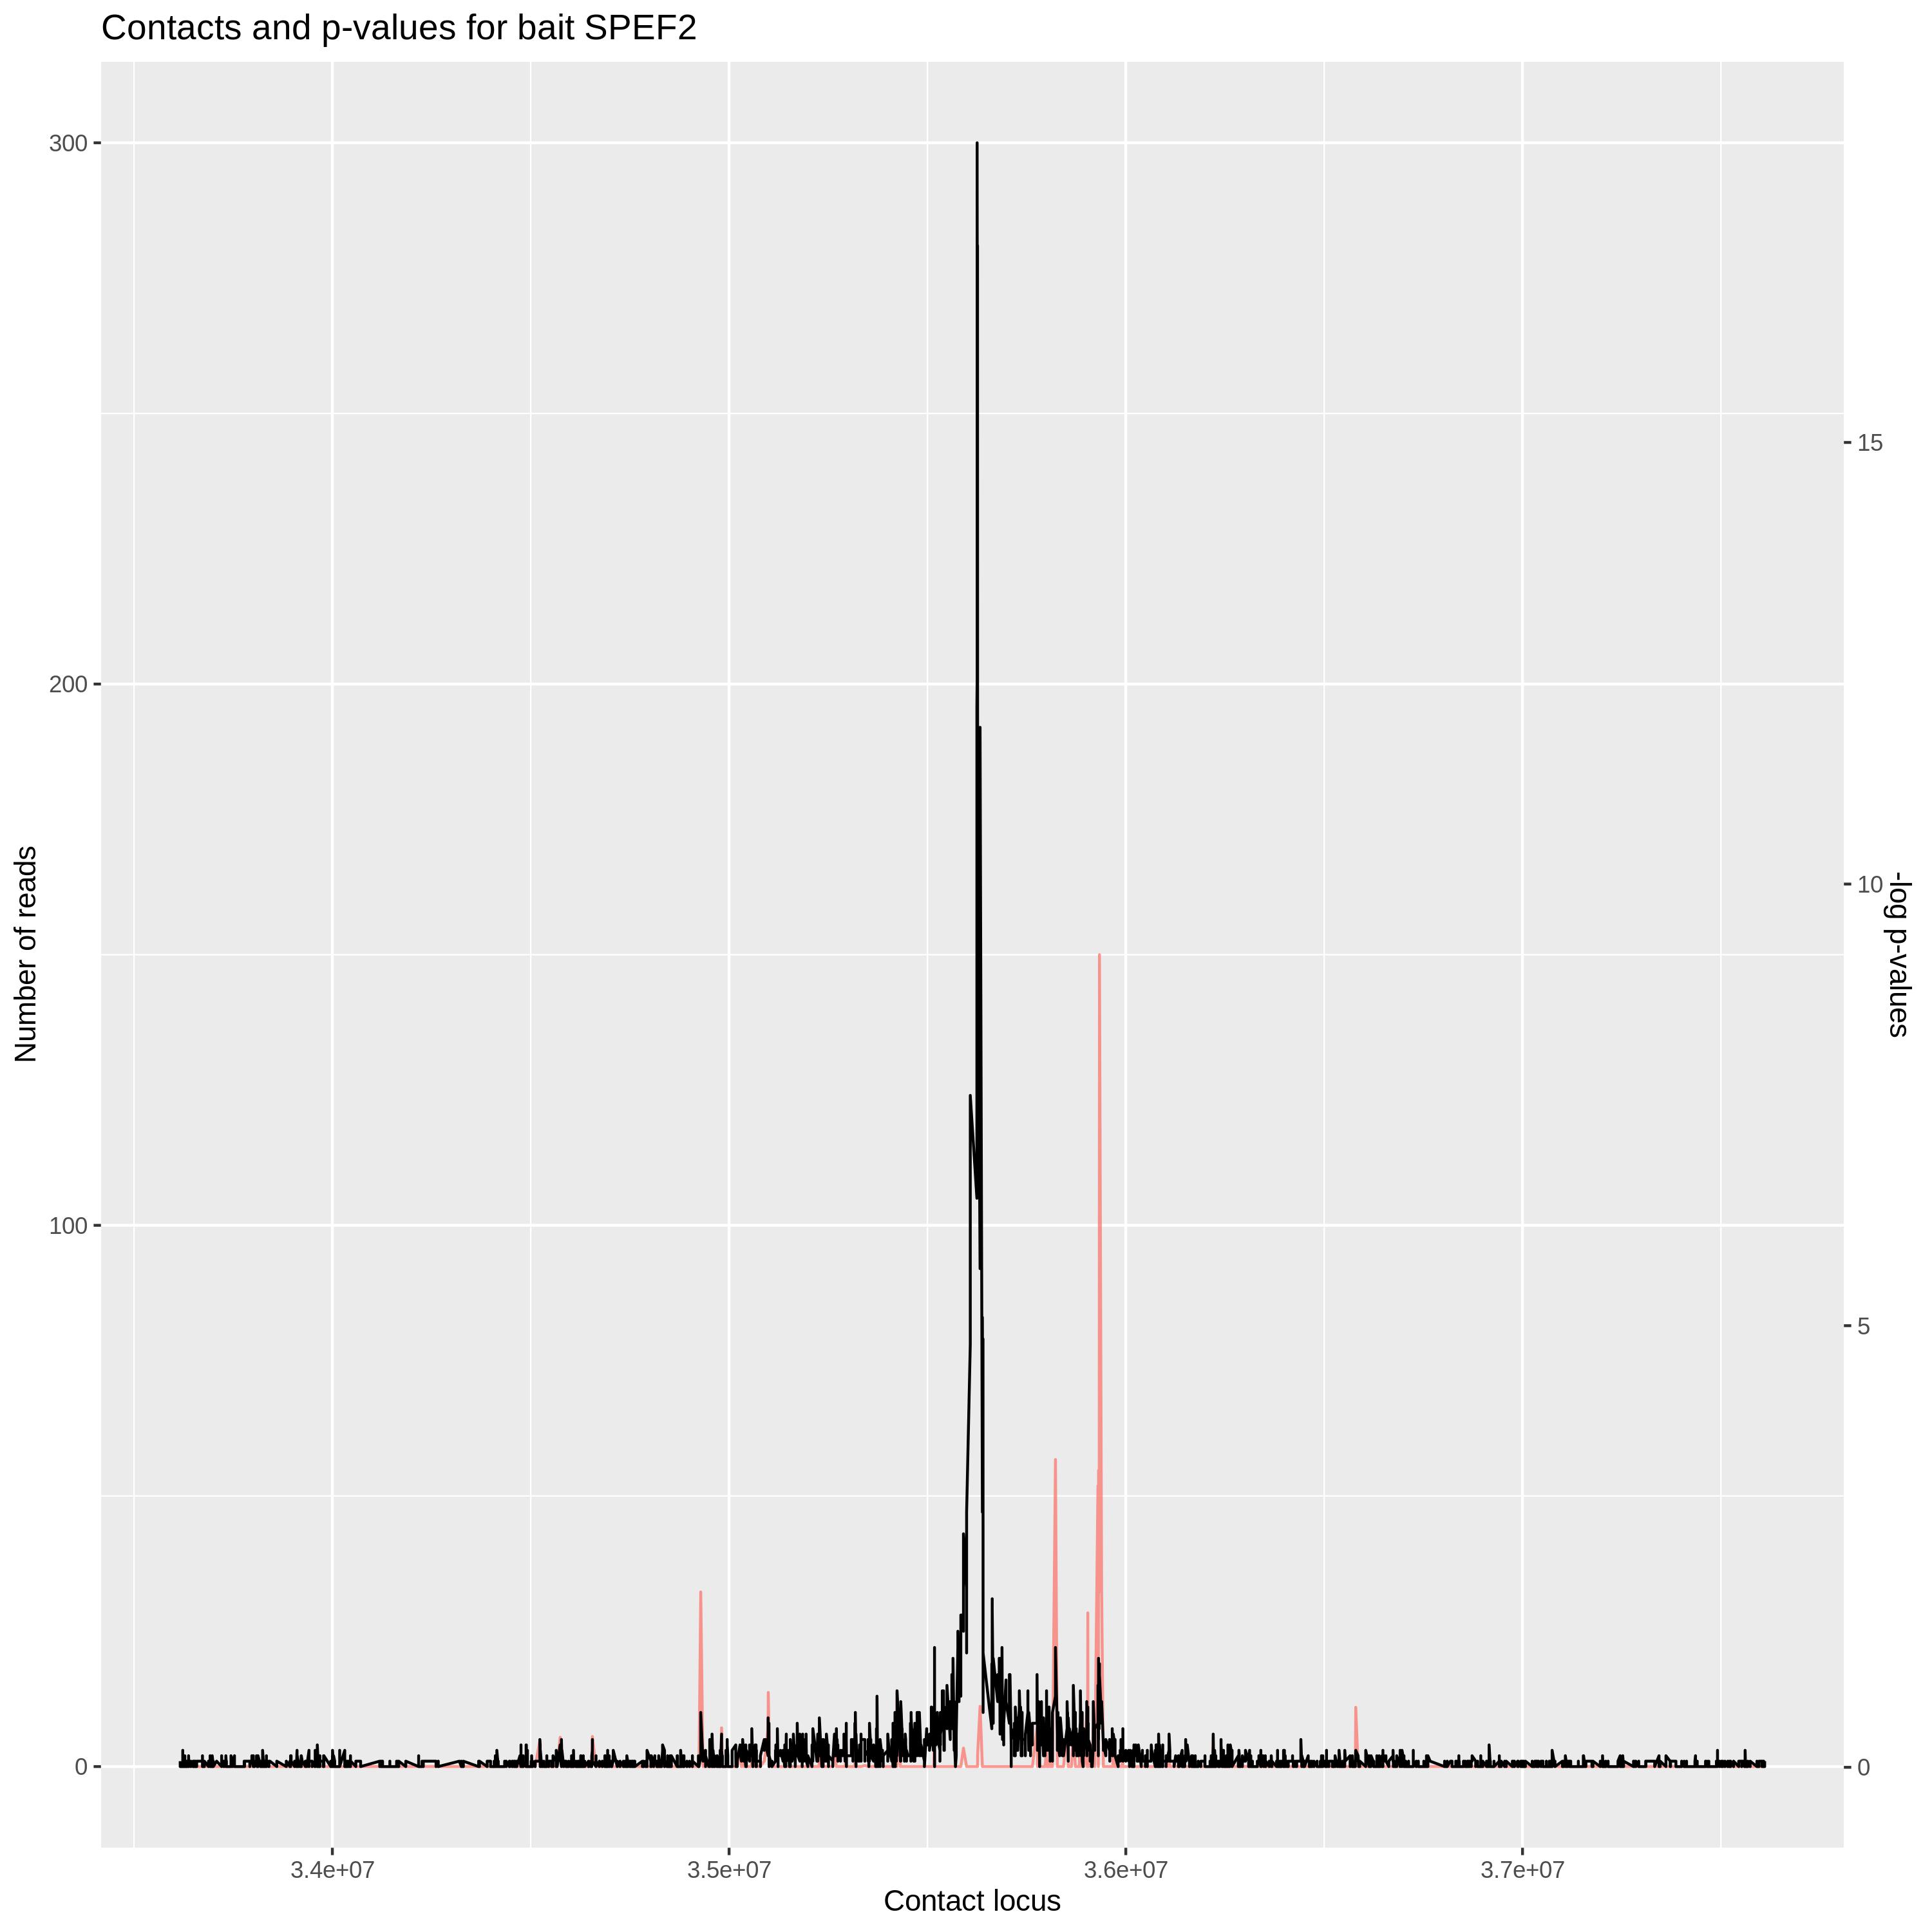 Contacts and p-values for bait SPEF2
300
200
100
0
Number of reads
15
10
5
0
-log p-values
3.4e+07
3.5e+07
3.6e+07
3.7e+07
Contact locus